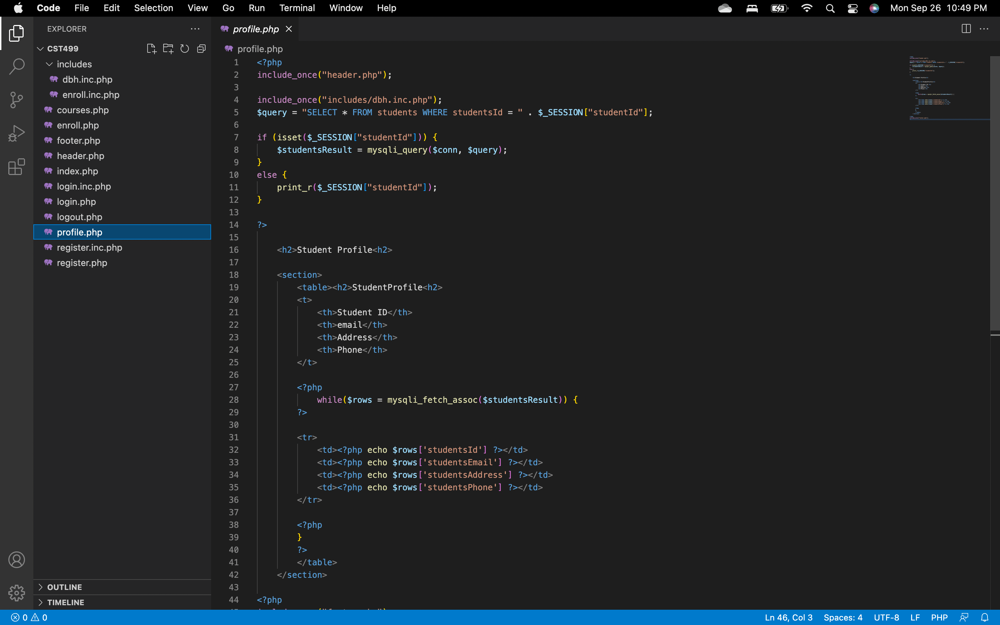 Code File Edit Selection View Go Run Terminal Window Help Mon Sep 26 10:49 PM
EXPLORER
CST499
includes
dbh.inc.php
enroll.inc.php
courses.php
enroll.php
footer.php
header.php
index.php
login.inc.php
login.php
logout.php
profile.php
register.inc.php
register.php
OUTLINE
TIMELINE
profile.php
profile.php
1 <?php
2 include_once("header.php");
3
4 include_once("includes/dbh.inc.php");
5 $query = "SELECT * FROM students WHERE studentsId = " . $_SESSION["studentId"];
6
7 if (isset($_SESSION["studentId"])) {
8 $studentsResult = mysqli_query($conn, $query);
9 }
10 else {
11 print_r($_SESSION["studentId"]);
12 }
13
14 ?>
15
16 <h2>Student Profile<h2>
17
18 <section>
19 <table><h2>StudentProfile<h2>
20 <t>
21 <th>Student ID</th>
22 <th>email</th>
23 <th>Address</th>
24 <th>Phone</th>
25 </t>
26
27 <?php
28 while($rows = mysqli_fetch_assoc($studentsResult)) {
29 ?>
30
31 <tr>
32 <td><?php echo $rows['studentsId'] ?></td>
33 <td><?php echo $rows['studentsEmail'] ?></td>
34 <td><?php echo $rows['studentsAddress'] ?></td>
35 <td><?php echo $rows['studentsPhone'] ?></td>
36 </tr>
37
38 <?php
39 }
40 ?>
41 </table>
42 </section>
43
44 <?php
0 0 Ln 46, Col 3 Spaces: 4 UTF-8 LF PHP